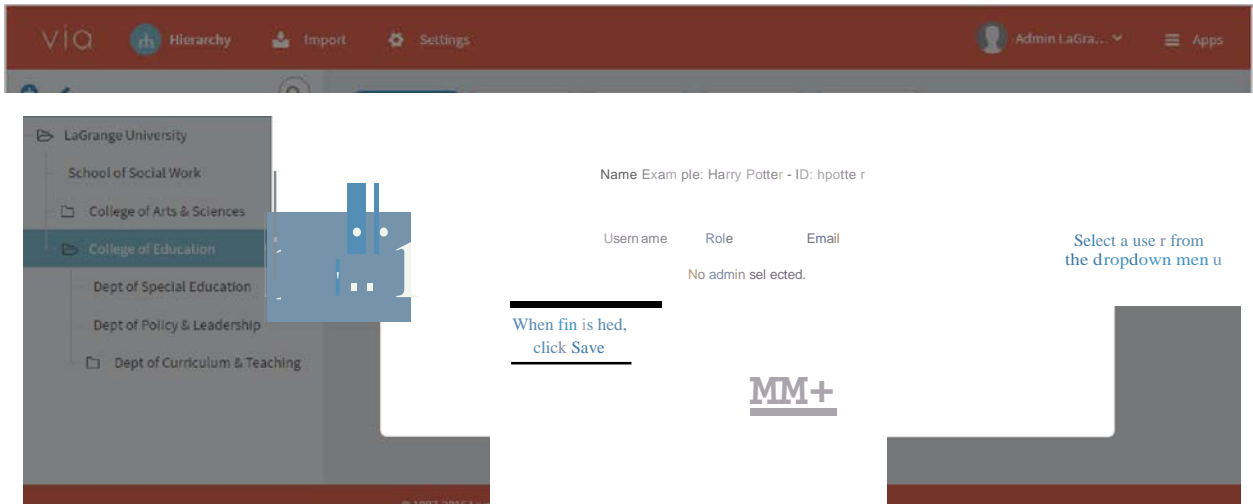 via Hierarchy Import Settings Admin LaGra... Apps
LaGrange University
School of Social Work
College of Arts & Sciences
College of Education
Dept of Special Education
Dept of Policy & Leadership
Dept of Curriculum & Teaching
Name Exam ple: Harry Potter - ID: hpotte r
Usern ame Role Email
No admin sel ected.
Select a use r from
the dropdown men u
When fin is hed,
click Save
MM+